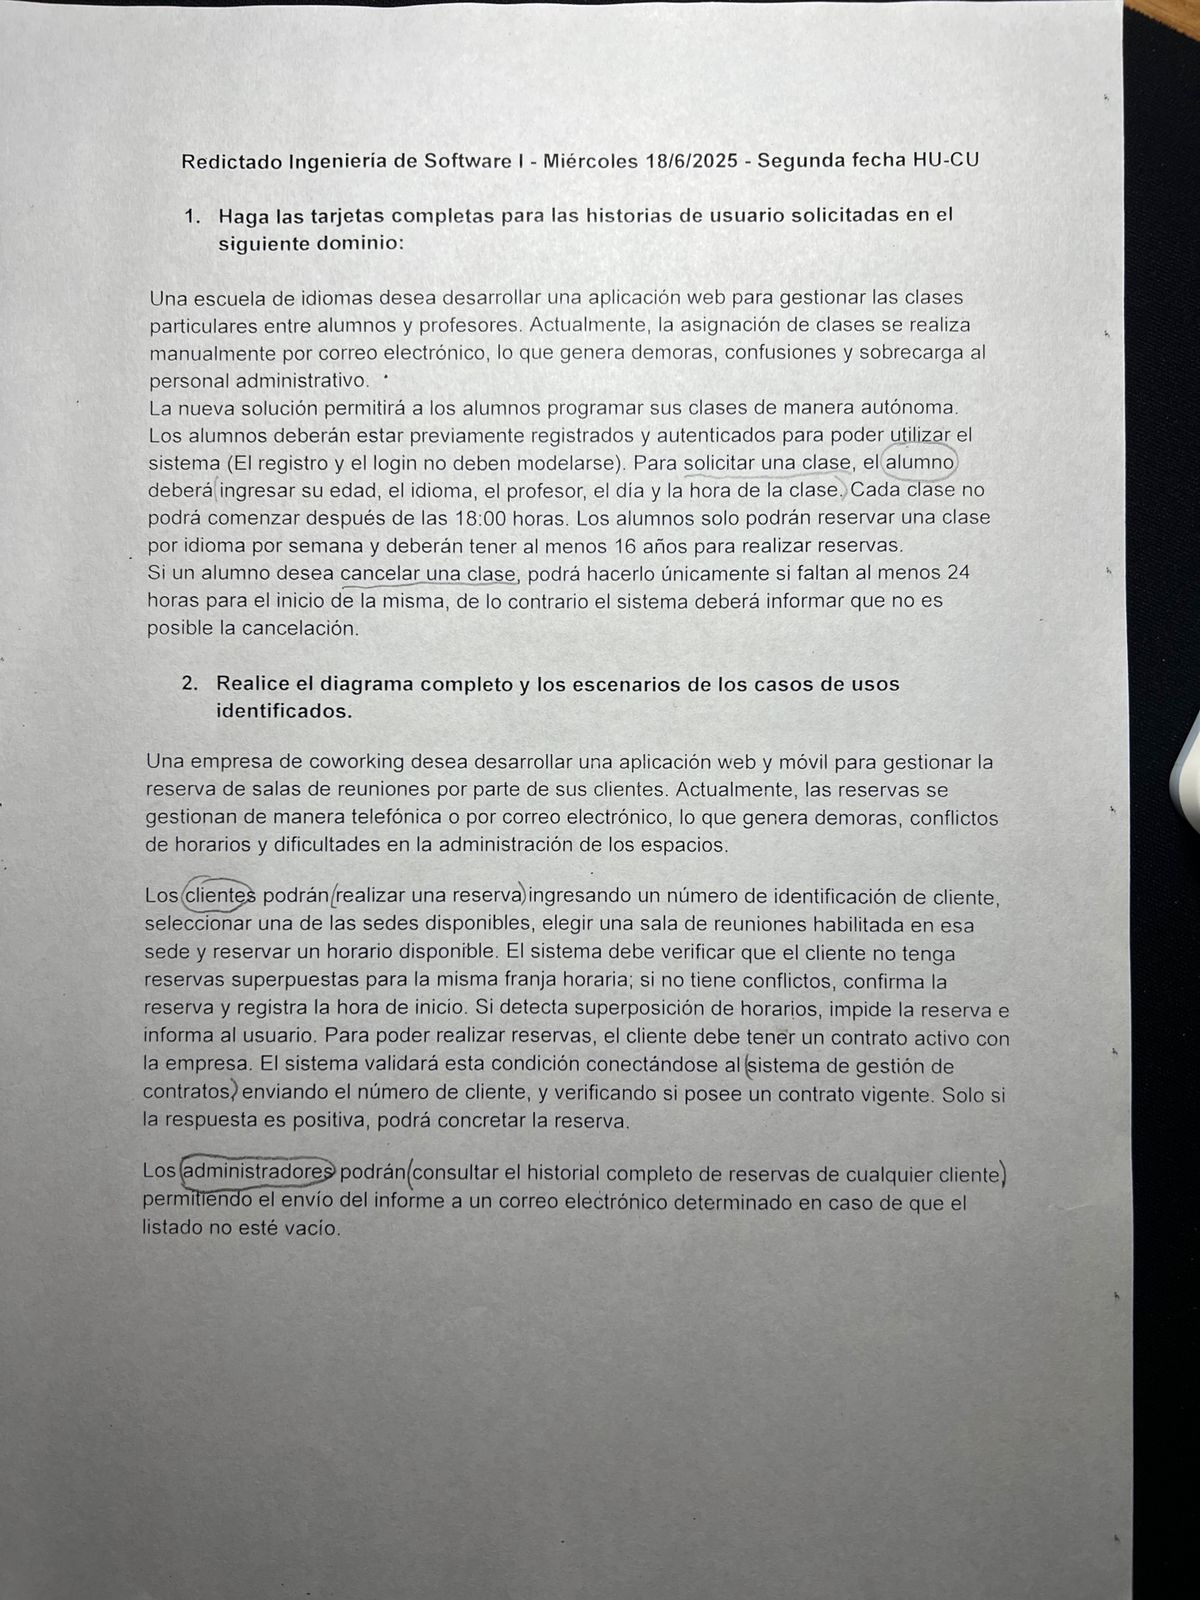 Redictado Ingeniería de Software I - Miércoles 18/6/2025 - Segunda fecha HU-CU
1. Haga las tarjetas completas para las historias de usuario solicitadas en el
siguiente dominio:
Una escuela de idiomas desea desarrollar una aplicación web para gestionar las clases
particulares entre alumnos y profesores. Actualmente, la asignación de clases se realiza
manualmente por correo electrónico, lo que genera demoras, confusiones y sobrecarga al
personal administrativo.
La nueva solución permitirá a los alumnos programar sus clases de manera autónoma.
Los alumnos deberán estar previamente registrados y autenticados para poder utilizar el
sistema (El registro y el login no deben modelarse). Para solicitar una clase, el alumno
deberá ingresar su edad, el idioma, el profesor, el día y la hora de la clase. Cada clase no
podrá comenzar después de las 18:00 horas. Los alumnos solo podrán reservar una clase
por idioma por semana y deberán tener al menos 16 años para realizar reservas.
Si un alumno desea cancelar una clase, podrá hacerlo únicamente si faltan al menos 24
horas para el inicio de la misma, de lo contrario el sistema deberá informar que no es
posible la cancelación.
2. Realice el diagrama completo y los escenarios de los casos de usos
identificados.
Una empresa de coworking desea desarrollar una aplicación web y móvil para gestionar la
reserva de salas de reuniones por parte de sus clientes. Actualmente, las reservas se
gestionan de manera telefónica o por correo electrónico, lo que genera demoras, conflictos
de horarios y dificultades en la administración de los espacios.
Los clientes podrán realizar una reserva ingresando un número de identificación de cliente,
seleccionar una de las sedes disponibles, elegir una sala de reuniones habilitada en esa
sede y reservar un horario disponible. El sistema debe verificar que el cliente no tenga
reservas superpuestas para la misma franja horaria; si no tiene conflictos, confirma la
reserva y registra la hora de inicio. Si detecta superposición de horarios, impide la reserva e
informa al usuario. Para poder realizar reservas, el cliente debe tener un contrato activo con
la empresa. El sistema validará esta condición conectándose al sistema de gestión de
contratos, enviando el número de cliente, y verificando si posee un contrato vigente. Solo si
la respuesta es positiva, podrá concretar la reserva.
Los administradores podrán consultar el historial completo de reservas de cualquier cliente,
permitiendo el envío del informe a un correo electrónico determinado en caso de que el
listado no esté vacío.